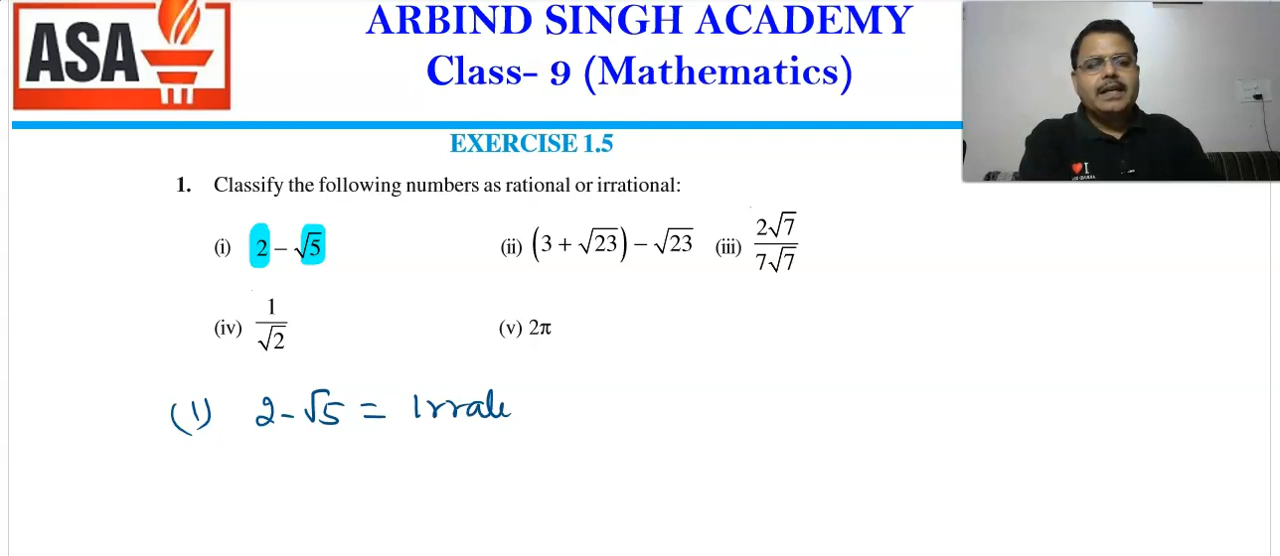 ASA
ARBIND SINGH ACADEMY
Class- 9 (Mathematics)
EXERCISE 1.5
1. Classify the following numbers as rational or irrational:
(i) 2 – √5 (ii) (3 + √23) – √23 (iii) 2√7 / 7√7
(iv) 1 / √2 (v) 2π
(1) 2 - √5 = Irrati
I